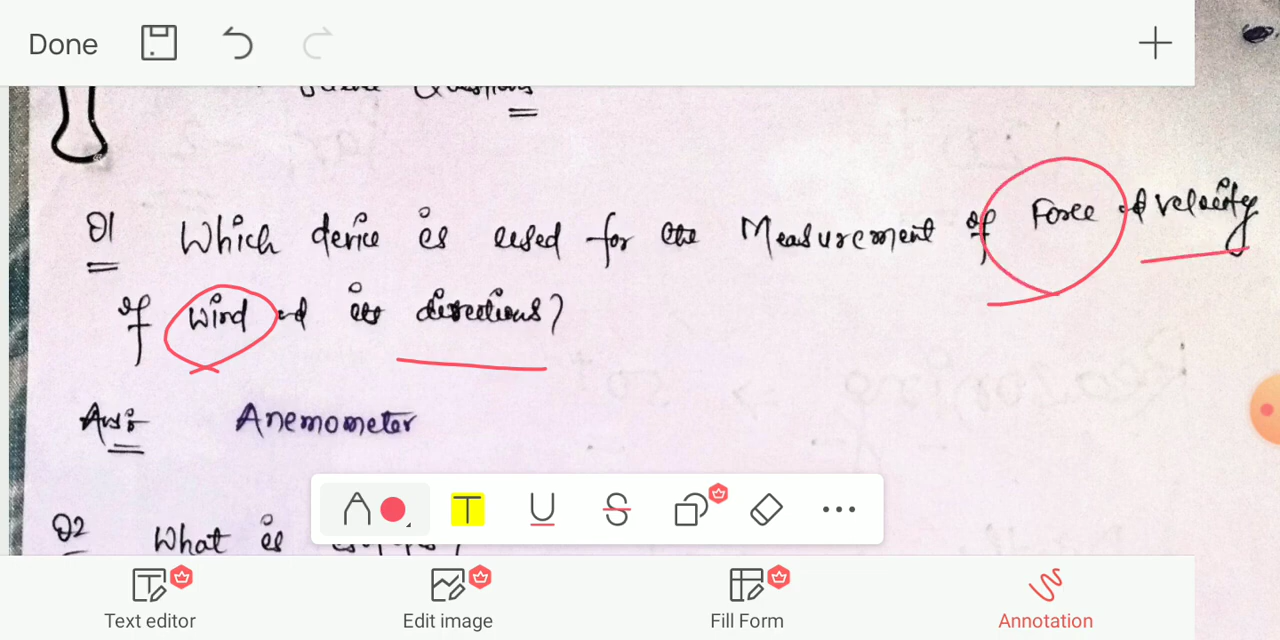 Done
Questions
Q1 Which device is used for the Measurement of Force & velocity
of wind and its directions?
Ans: Anemometer
Q2 What is
Text editor
Edit image
Fill Form
Annotation